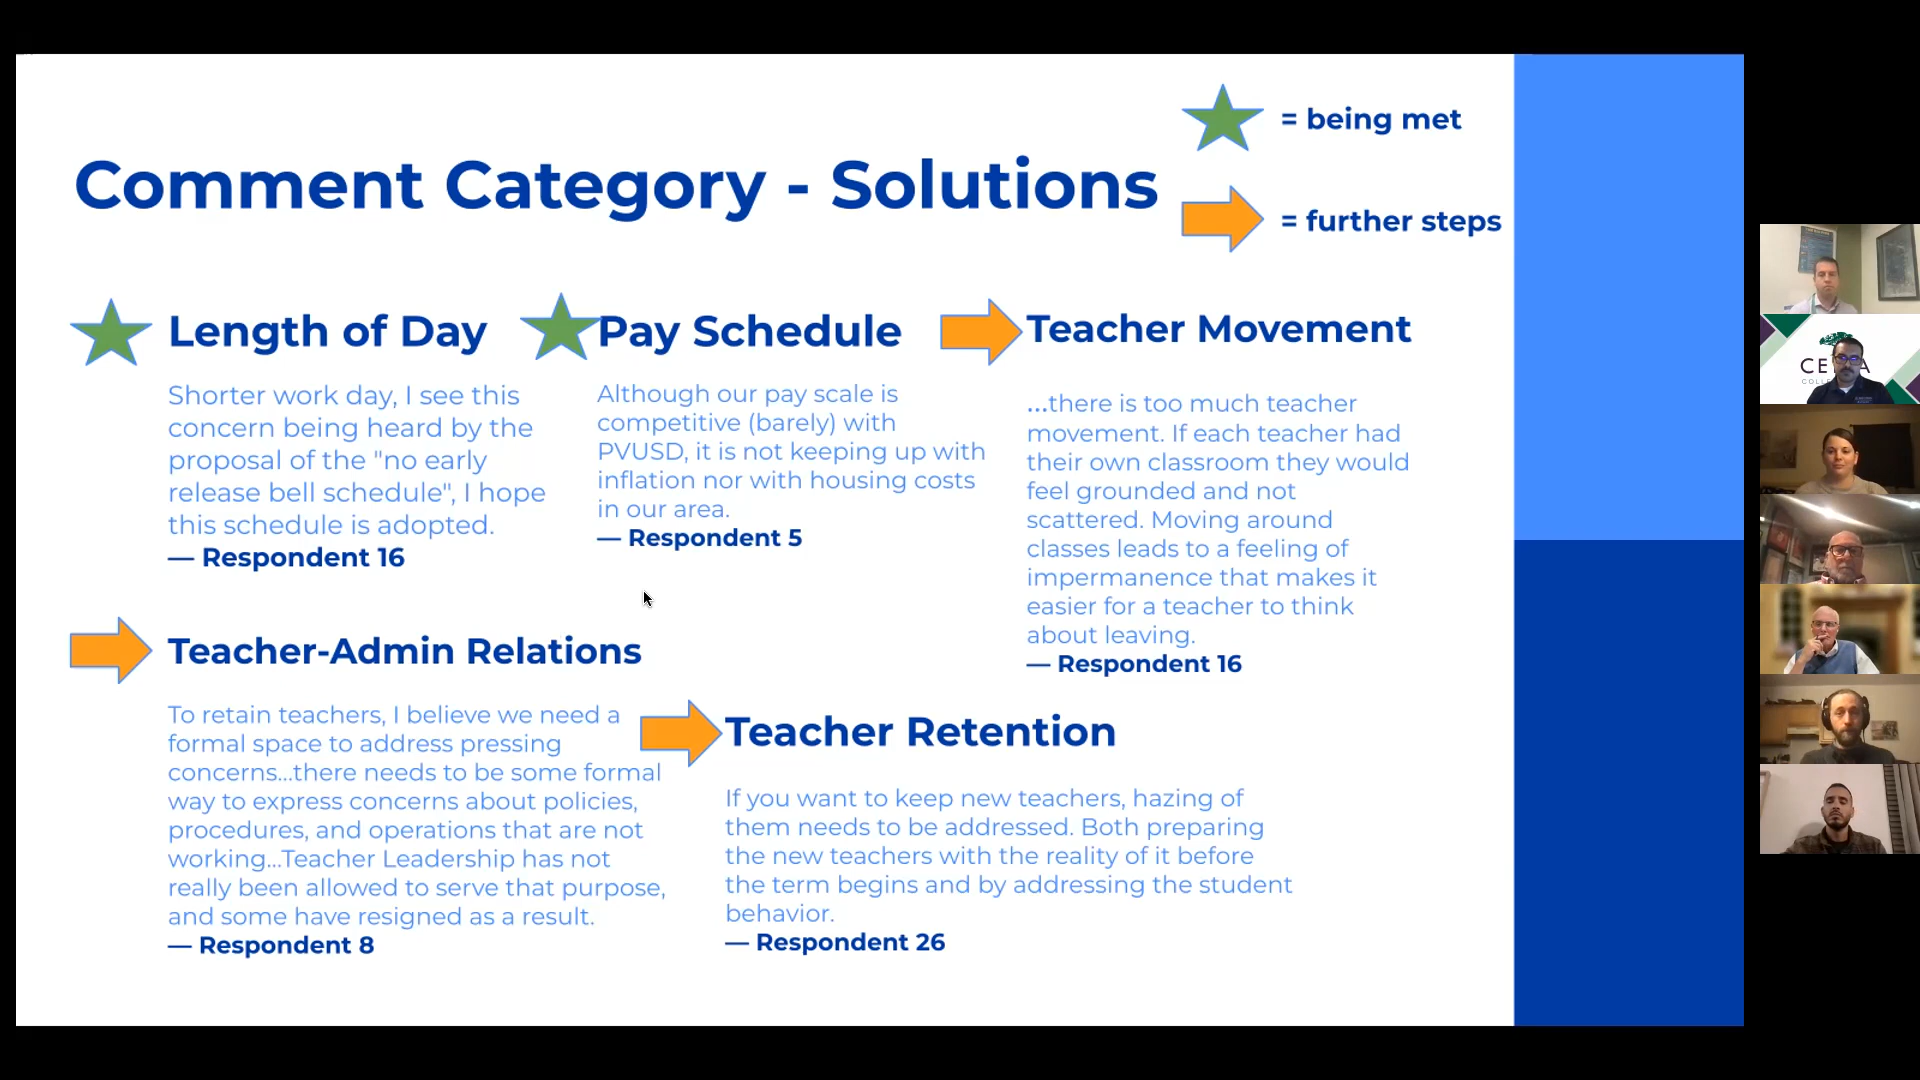 = being met
Comment Category - Solutions
= further steps
Length of Day
Shorter work day, I see this
concern being heard by the
proposal of the "no early
release bell schedule", I hope
this schedule is adopted.
— Respondent 16
Pay Schedule
Although our pay scale is
competitive (barely) with
PVUSD, it is not keeping up with
inflation nor with housing costs
in our area.
— Respondent 5
Teacher Movement
...there is too much teacher
movement. If each teacher had
their own classroom they would
feel grounded and not
scattered. Moving around
classes leads to a feeling of
impermanence that makes it
easier for a teacher to think
about leaving.
— Respondent 16
Teacher-Admin Relations
To retain teachers, I believe we need a
formal space to address pressing
concerns...there needs to be some formal
way to express concerns about policies,
procedures, and operations that are not
working...Teacher Leadership has not
really been allowed to serve that purpose,
and some have resigned as a result.
— Respondent 8
Teacher Retention
If you want to keep new teachers, hazing of
them needs to be addressed. Both preparing
the new teachers with the reality of it before
the term begins and by addressing the student
behavior.
— Respondent 26